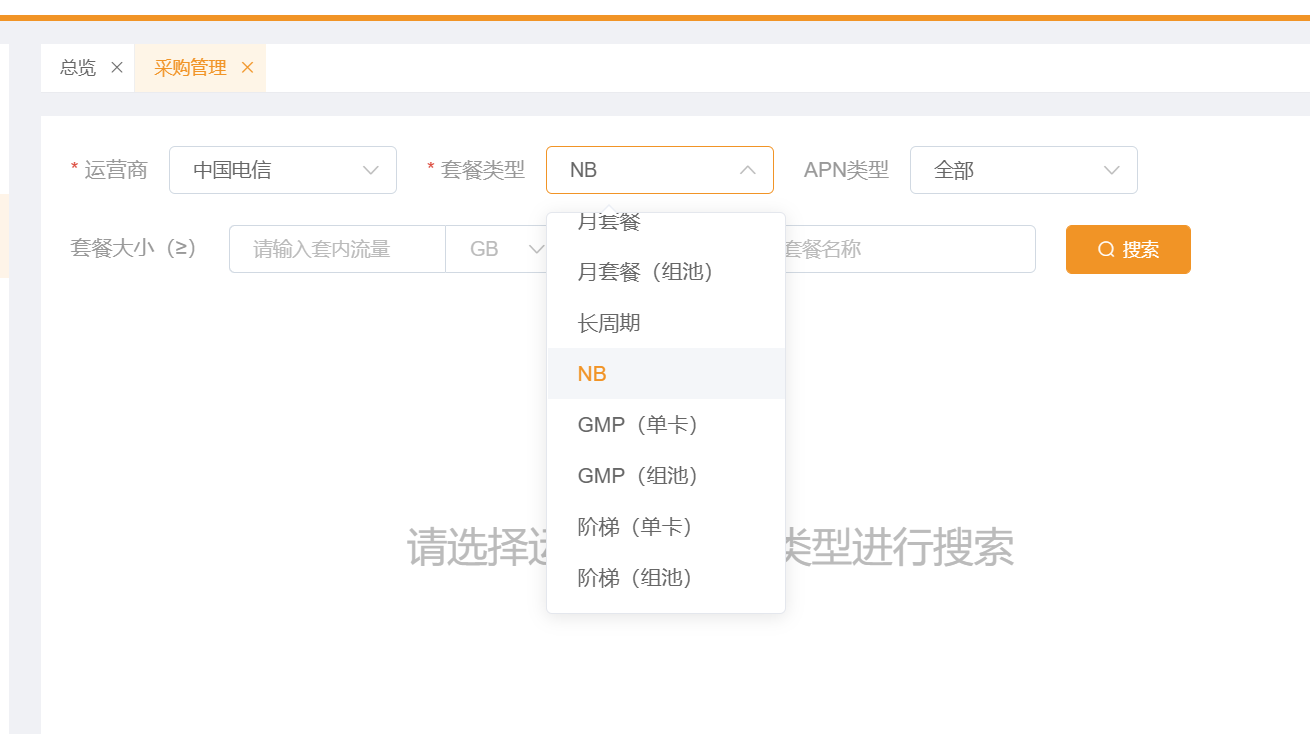 总览
采购管理
* 运营商 中国电信 * 套餐类型 NB APN类型 全部
套餐大小（≥） 请输入套内流量 GB 套餐名称 搜索
月套餐
月套餐（组池）
长周期
NB
GMP（单卡）
GMP（组池）
阶梯（单卡）
阶梯（组池）
请选择运 类型进行搜索